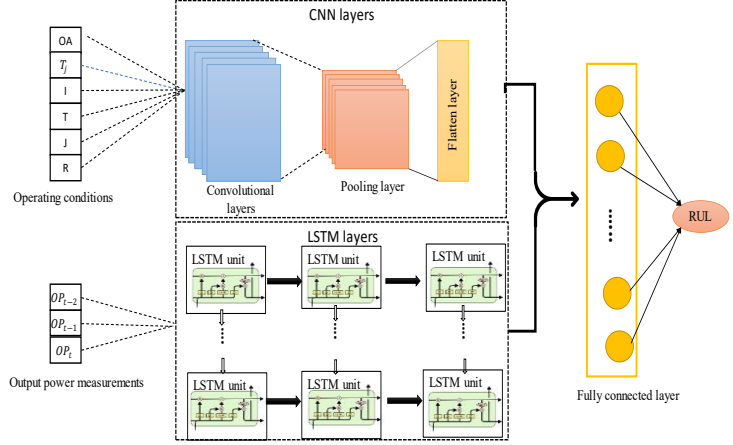 CNN layers
OA
T_j
I
T
J
R
Operating conditions
Convolutional
layers
Pooling layer
Flatten layer
LSTM layers
LSTM unit
LSTM unit
LSTM unit
LSTM unit
LSTM unit
LSTM unit
OP_{t−2}
OP_{t−1}
OP_t
Output power measurements
RUL
Fully connected layer